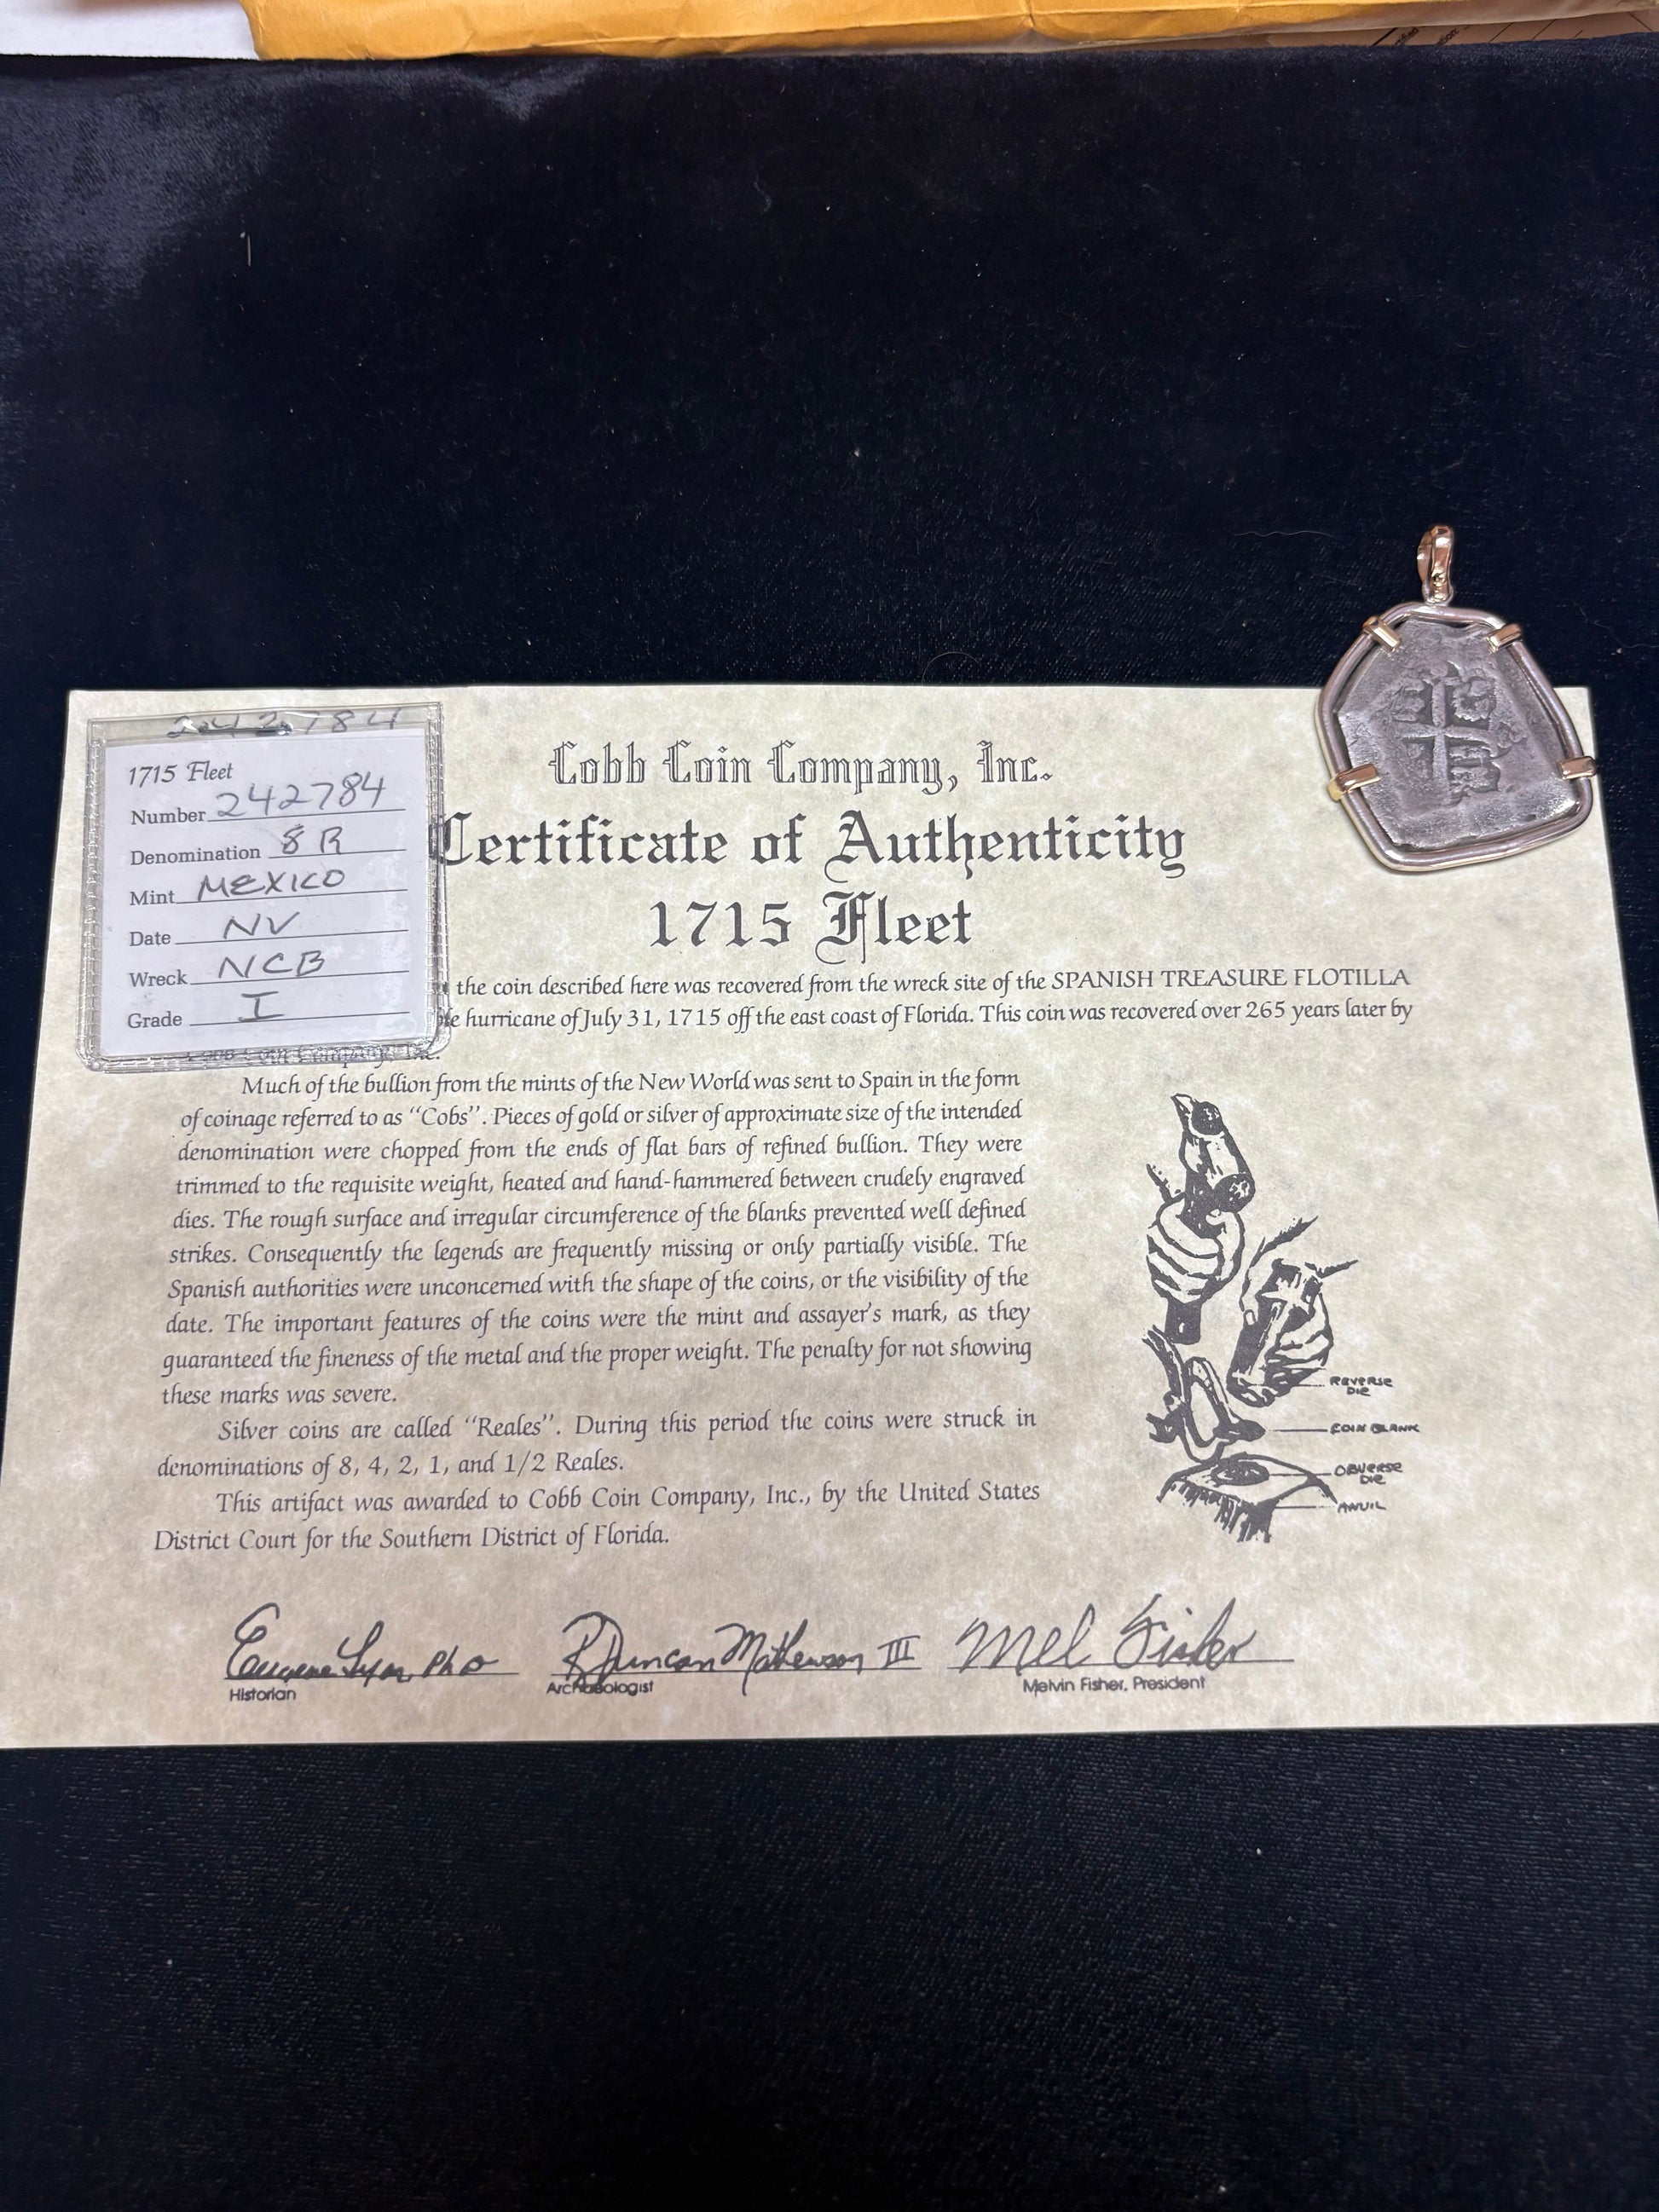 242784
1715 Fleet
Number 242784
Denomination 8 R
Mint MEXICO
Date NV
Wreck NCB
Grade I
Cobb Coin Company, Inc.
Certificate of Authenticity
1715 Fleet
the coin described here was recovered from the wreck site of the SPANISH TREASURE FLOTILLA
hurricane of July 31, 1715 off the east coast of Florida. This coin was recovered over 265 years later by
Cobb Coin Company, Inc.
Much of the bullion from the mints of the New World was sent to Spain in the form
of coinage referred to as "Cobs". Pieces of gold or silver of approximate size of the intended
denomination were chopped from the ends of flat bars of refined bullion. They were
trimmed to the requisite weight, heated and hand-hammered between crudely engraved
dies. The rough surface and irregular circumference of the blanks prevented well defined
strikes. Consequently the legends are frequently missing or only partially visible. The
Spanish authorities were unconcerned with the shape of the coins, or the visibility of the
date. The important features of the coins were the mint and assayer's mark, as they
guaranteed the fineness of the metal and the proper weight. The penalty for not showing
these marks was severe.
Silver coins are called "Reales". During this period the coins were struck in
denominations of 8, 4, 2, 1, and 1/2 Reales.
This artifact was awarded to Cobb Coin Company, Inc., by the United States
District Court for the Southern District of Florida.
REVERSE
DIE
COIN BLANK
OBVERSE
DIE
ANVIL
Eugene Lyon, PhD
Historian
R Duncan Mathewson III
Archaeologist
Mel Fisher
Melvin Fisher, President